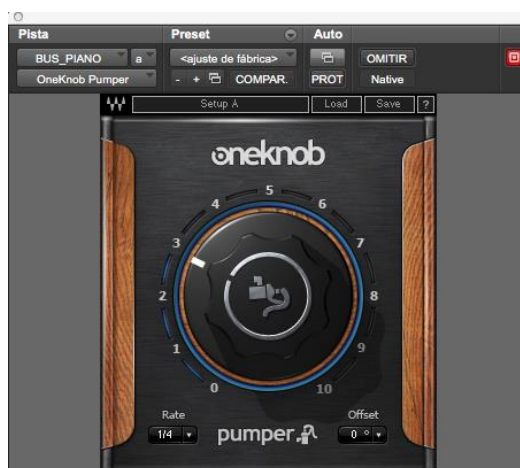 Pista Preset Auto
BUS_PIANO a <ajuste de fábrica> OMITIR
OneKnob Pumper - + COMPAR. PROT Native
Setup A Load Save ?
oneknob
5
4 6
3 7
2 8
1 9
0 10
Rate Offset
1/4 pumper 0 °